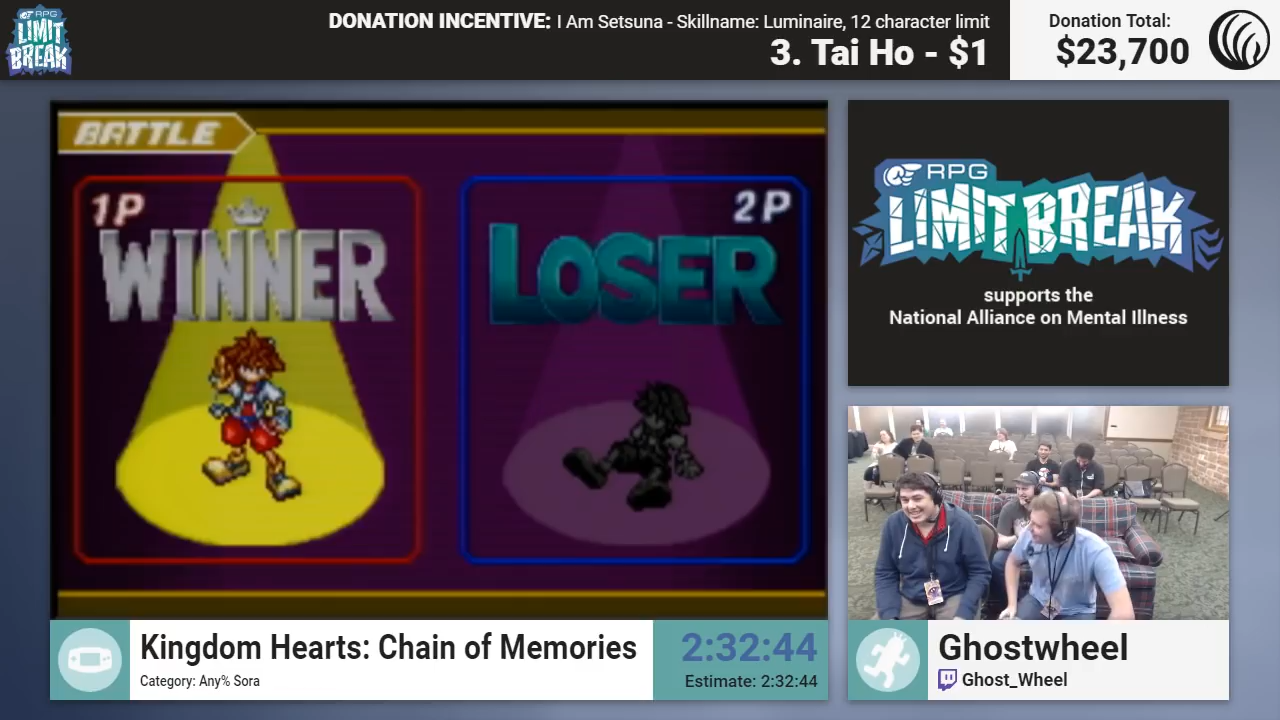 RPG
LIMIT
BREAK
DONATION INCENTIVE: I Am Setsuna - Skillname: Luminaire, 12 character limit
3. Tai Ho - $1
Donation Total:
$23,700
BATTLE
1P
WINNER
2P
LOSER
RPG
LIMIT BREAK
supports the
National Alliance on Mental Illness
Kingdom Hearts: Chain of Memories
Category: Any% Sora
2:32:44
Estimate: 2:32:44
Ghostwheel
Ghost_Wheel